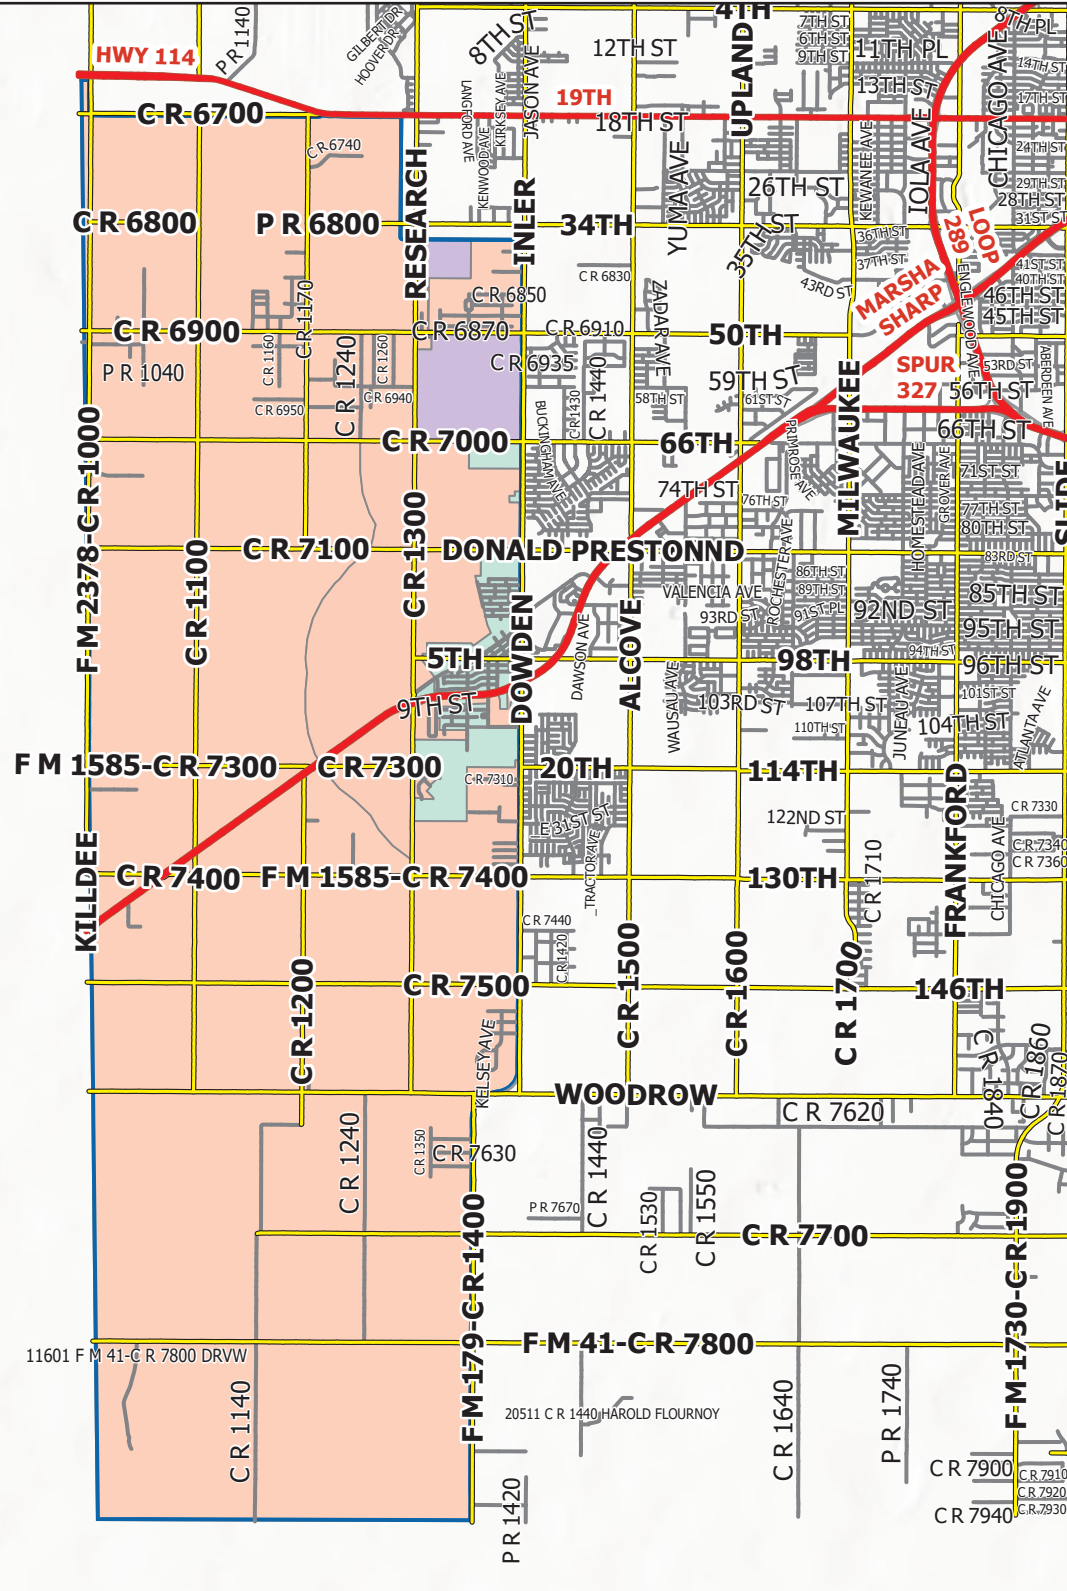 4TH
8TH ST
7TH ST
6TH ST
9TH ST
12TH ST
11TH PL
8TH PL
P R 1140
GILBERT DR
HOOVER DR
HWY 114
UPLAND
13TH ST
CHICAGO AVE
14TH ST
17TH ST
LANGFORD AVE
KIRKSEY AVE
JASON AVE
19TH
C R 6700
18TH ST
KENWOOD AVE
C R 6740
YUMA AVE
KEWANEE AVE
IOLA AVE
24TH ST
26TH ST
29TH ST
28TH ST
31ST ST
RESEARCH
INLER
C R 6800
P R 6800
34TH
35TH ST
36TH ST
37TH ST
LOOP
289
C R 6830
43RD ST
MARSHA
SHARP
41ST ST
40TH ST
46TH ST
45TH ST
ENGLEWOOD AVE
C R 6850
C R 1170
ZADAR AVE
C R 6900
C R 6870
C R 6910
50TH
C R 1160
C R 1240
C R 1260
P R 1040
C R 6935
C R 1440
59TH ST
SPUR
327
53RD ST
56TH ST
ABERDEEN AVE
C R 6950
C R 6940
C R 1430
58TH ST
61ST ST
MILWAUKEE
BUCKINGHAM AVE
C R 7000
66TH
PRIMROSE AVE
66TH ST
F M 2378-C R 1000
71ST ST
HOMESTEAD AVE
GROVER AVE
SLIDE
74TH ST
76TH ST
77TH ST
80TH ST
C R 1300
C R 1100
C R 7100
DONALD PRESTONND
ROCHESTER AVE
83RD ST
86TH ST
89TH ST
VALENCIA AVE
85TH ST
91ST PL
92ND ST
93RD ST
95TH ST
DOWDEN
ALCOVE
DAWSON AVE
5TH
98TH
94TH ST
96TH ST
WAUSAU AVE
JUNEAU AVE
9TH ST
103RD ST
107TH ST
101ST ST
104TH ST
ATLANTA AVE
110TH ST
F M 1585-C R 7300
C R 7300
C R 7310
20TH
114TH
E 31ST ST
_TRACTOR AVE
122ND ST
FRANKFORD
C R 7330
C R 7340
C R 7360
CHICAGO AVE
KILLDEE
C R 7400
F M 1585-C R 7400
130TH
C R 1710
C R 7440
C R 1420
C R 1200
C R 1500
C R 1600
C R 1700
C R 7500
146TH
KELSEY AVE
C R 1840
C R 1860
C R 1870
WOODROW
C R 7620
C R 1240
C R 1350
C R 7630
C R 1440
P R 7670
C R 1530
C R 1550
F M 179-C R 1400
F M 1730-C R 1900
C R 7700
F M 41-C R 7800
11601 F M 41-C R 7800 DRVW
C R 1140
20511 C R 1440 HAROLD FLOURNOY
C R 1640
P R 1740
C R 7900
C R 7910
C R 7920
C R 7930
C R 7940
P R 1420